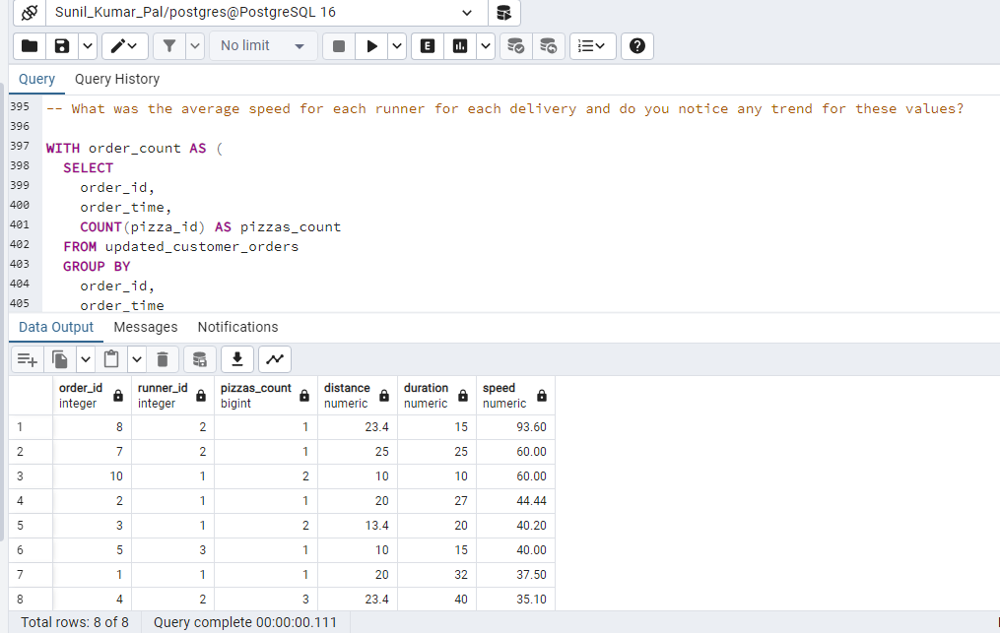 Sunil_Kumar_Pal/postgres@PostgreSQL 16
No limit
E
Query Query History
395 -- What was the average speed for each runner for each delivery and do you notice any trend for these values?
396
397 WITH order_count AS (
398 SELECT
399 order_id,
400 order_time,
401 COUNT(pizza_id) AS pizzas_count
402 FROM updated_customer_orders
403 GROUP BY
404 order_id,
405 order_time
Data Output Messages Notifications
order_id runner_id pizzas_count distance duration speed
integer integer bigint numeric numeric numeric
1 8 2 1 23.4 15 93.60
2 7 2 1 25 25 60.00
3 10 1 2 10 10 60.00
4 2 1 1 20 27 44.44
5 3 1 2 13.4 20 40.20
6 5 3 1 10 15 40.00
7 1 1 1 20 32 37.50
8 4 2 3 23.4 40 35.10
Total rows: 8 of 8 Query complete 00:00:00.111